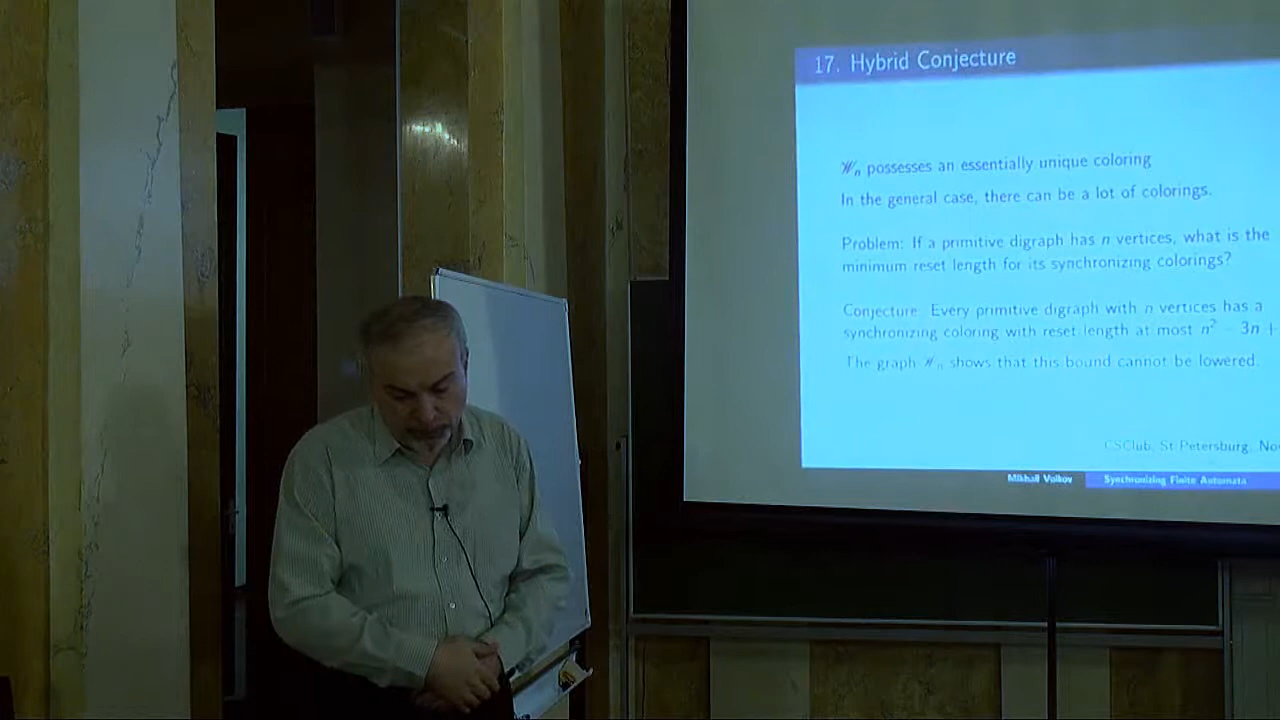 17. Hybrid Conjecture
𝒲n possesses an essentially unique coloring
In the general case, there can be a lot of colorings.
Problem: If a primitive digraph has n vertices, what is the
minimum reset length for its synchronizing colorings?
Conjecture: Every primitive digraph with n vertices has a
synchronizing coloring with reset length at most n² − 3n +
The graph 𝒲n shows that this bound cannot be lowered.
CSClub, St Petersburg,
Mikhail Volkov Synchronizing Finite Automata